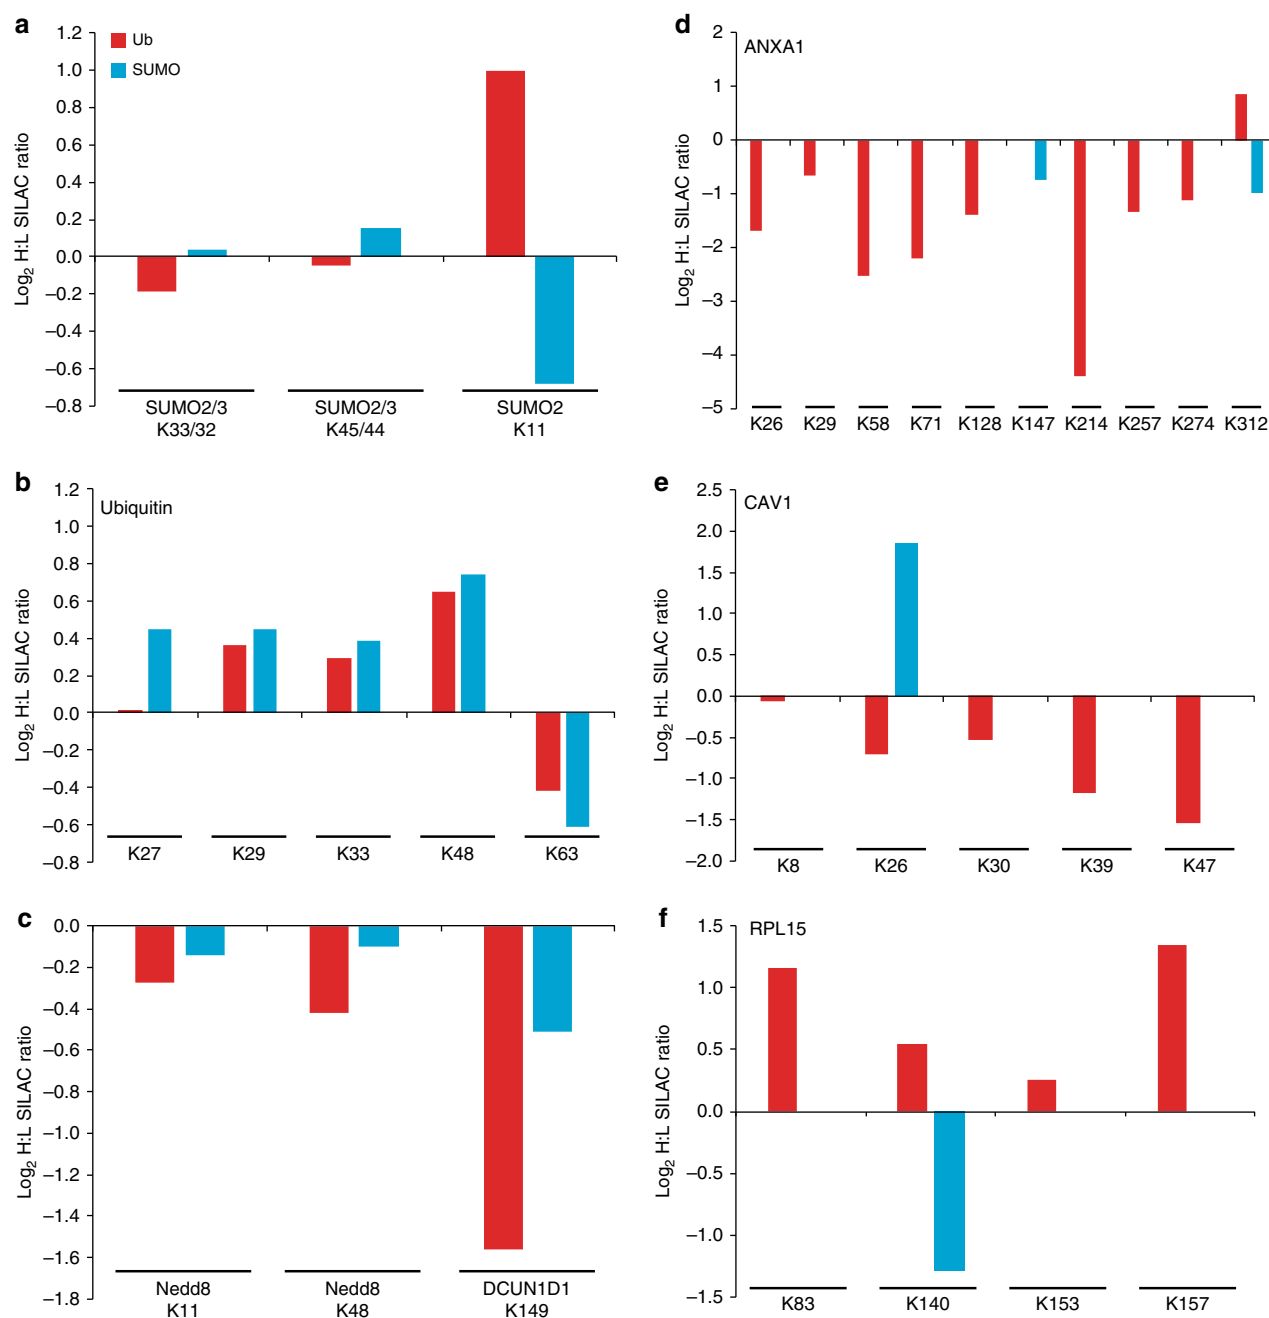 a
Ub
SUMO
Log2 H:L SILAC ratio
1.2
1.0
0.8
0.6
0.4
0.2
0.0
–0.2
–0.4
–0.6
–0.8
SUMO2/3 SUMO2/3 SUMO2
K33/32 K45/44 K11
b
Ubiquitin
Log2 H:L SILAC ratio
1.2
1.0
0.8
0.6
0.4
0.2
0.0
–0.2
–0.4
–0.6
–0.8
K27 K29 K33 K48 K63
c
Log2 H:L SILAC ratio
0.0
–0.2
–0.4
–0.6
–0.8
–1.0
–1.2
–1.4
–1.6
–1.8
Nedd8 Nedd8 DCUN1D1
K11 K48 K149
d
ANXA1
Log2 H:L SILAC ratio
2
1
0
–1
–2
–3
–4
–5
K26 K29 K58 K71 K128 K147 K214 K257 K274 K312
e
CAV1
Log2 H:L SILAC ratio
2.5
2.0
1.5
1.0
0.5
0.0
–0.5
–1.0
–1.5
–2.0
K8 K26 K30 K39 K47
f
RPL15
Log2 H:L SILAC ratio
1.5
1.0
0.5
0.0
–0.5
–1.0
–1.5
K83 K140 K153 K157